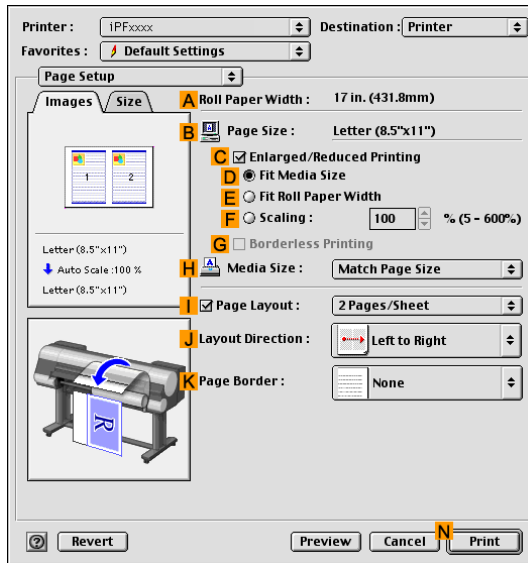 Printer : iPFxxxx Destination : Printer
Favorites : Default Settings
Page Setup
Images Size
A Roll Paper Width : 17 in. (431.8mm)
B Page Size : Letter (8.5"x11")
C Enlarged/Reduced Printing
D Fit Media Size
E Fit Roll Paper Width
F Scaling : 100 % (5 - 600%)
G Borderless Printing
H Media Size : Match Page Size
I Page Layout : 2 Pages/Sheet
J Layout Direction : Left to Right
K Page Border : None
1 2
Letter (8.5"x11")
Auto Scale :100 %
Letter (8.5"x11")
R
? Revert Preview Cancel N Print